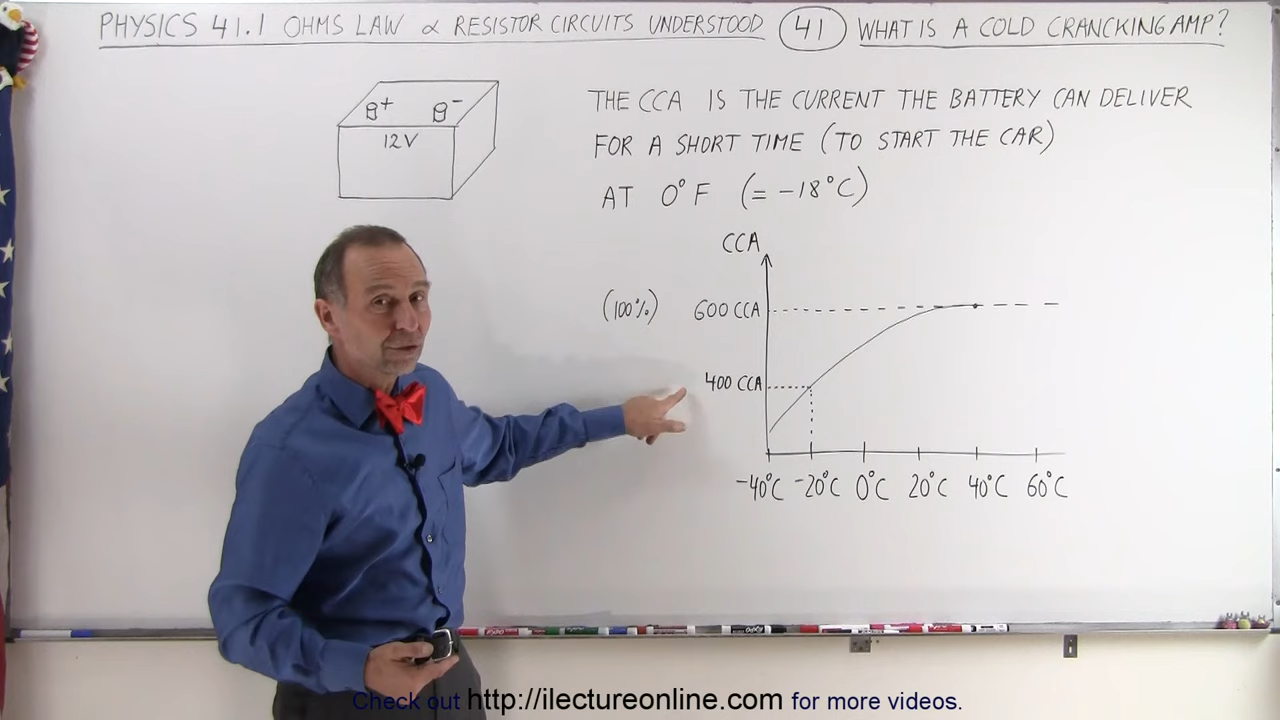 PHYSICS 41.1 OHMS LAW & RESISTOR CIRCUITS UNDERSTOOD 41 WHAT IS A COLD CRANCKING AMP?
+ -
12V
THE CCA IS THE CURRENT THE BATTERY CAN DELIVER
FOR A SHORT TIME (TO START THE CAR)
AT 0°F (= -18°C)
CCA
(100%) 600 CCA
400 CCA
-40°C -20°C 0°C 20°C 40°C 60°C
Check out http://ilectureonline.com for more videos.